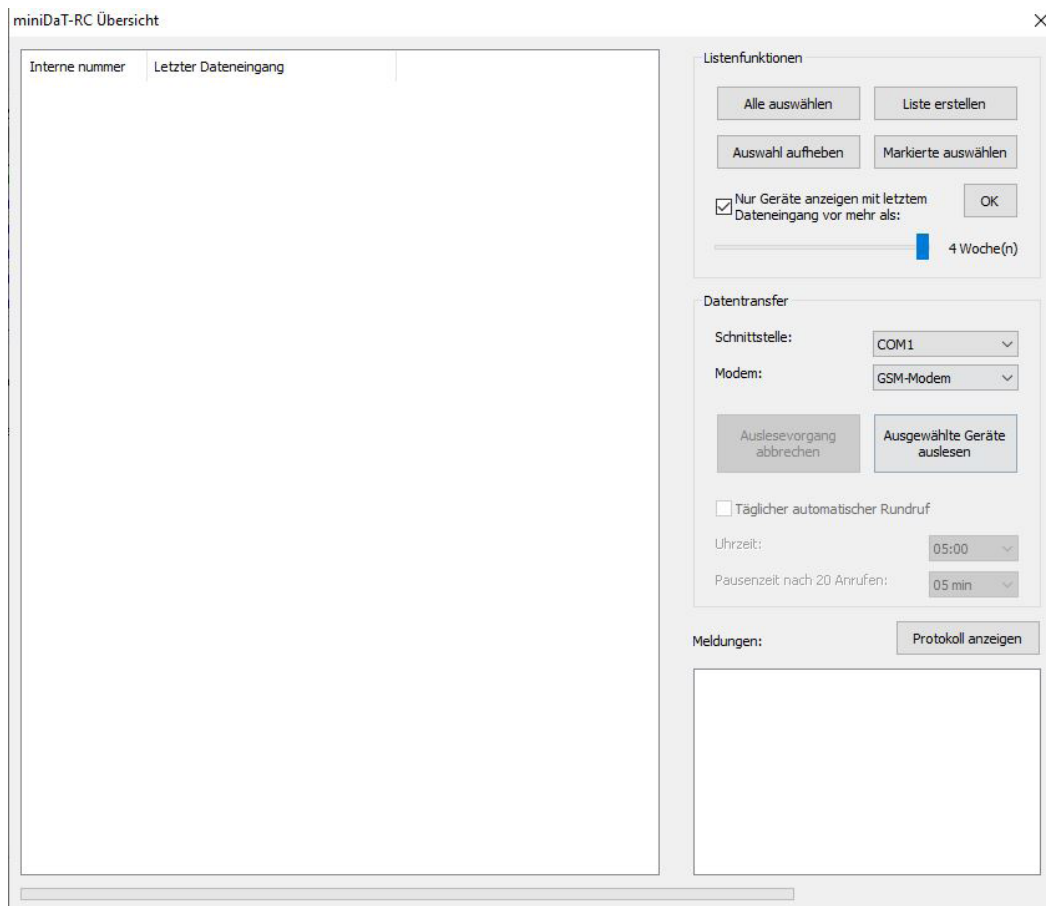 miniDaT-RC Übersicht
Interne nummer
Letzter Dateneingang
Listenfunktionen
Alle auswählen
Liste erstellen
Auswahl aufheben
Markierte auswählen
Nur Geräte anzeigen mit letztem
Dateneingang vor mehr als:
OK
4 Woche(n)
Datentransfer
Schnittstelle:
COM1
Modem:
GSM-Modem
Auslesevorgang
abbrechen
Ausgewählte Geräte
auslesen
Täglicher automatischer Rundruf
Uhrzeit:
05:00
Pausenzeit nach 20 Anrufen:
05 min
Meldungen:
Protokoll anzeigen